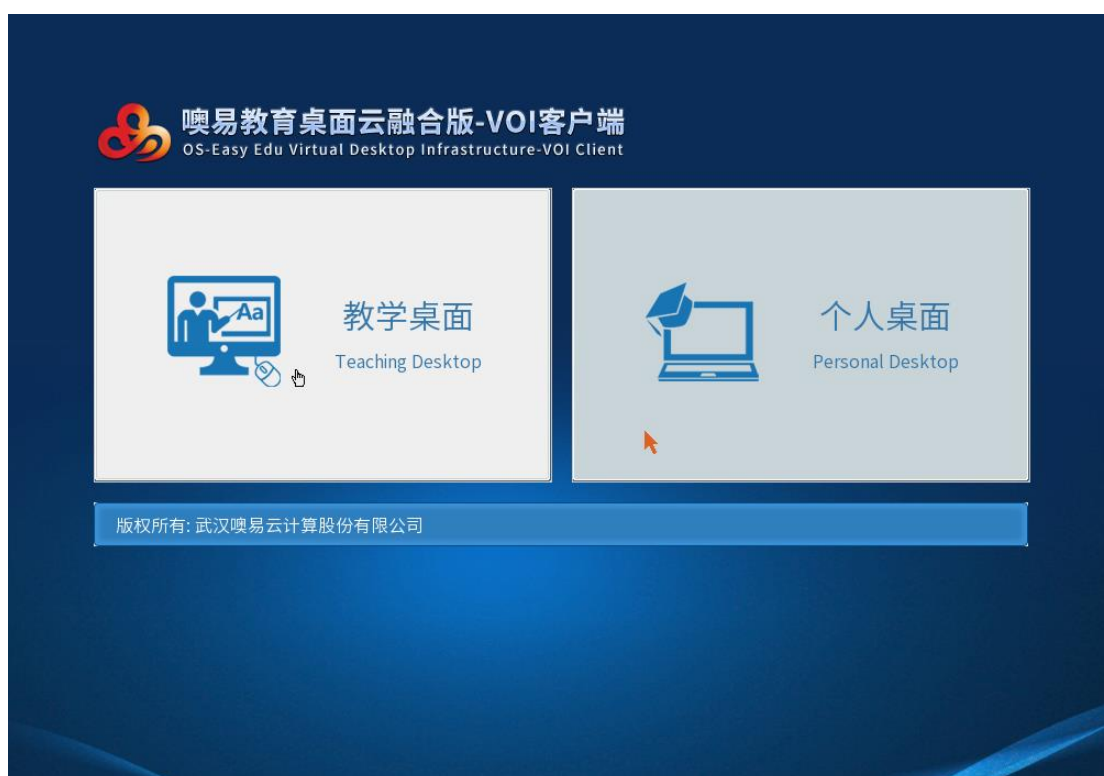 噢易教育桌面云融合版-VOI客户端
OS-Easy Edu Virtual Desktop Infrastructure-VOI Client
Aa
教学桌面
Teaching Desktop
个人桌面
Personal Desktop
版权所有: 武汉噢易云计算股份有限公司